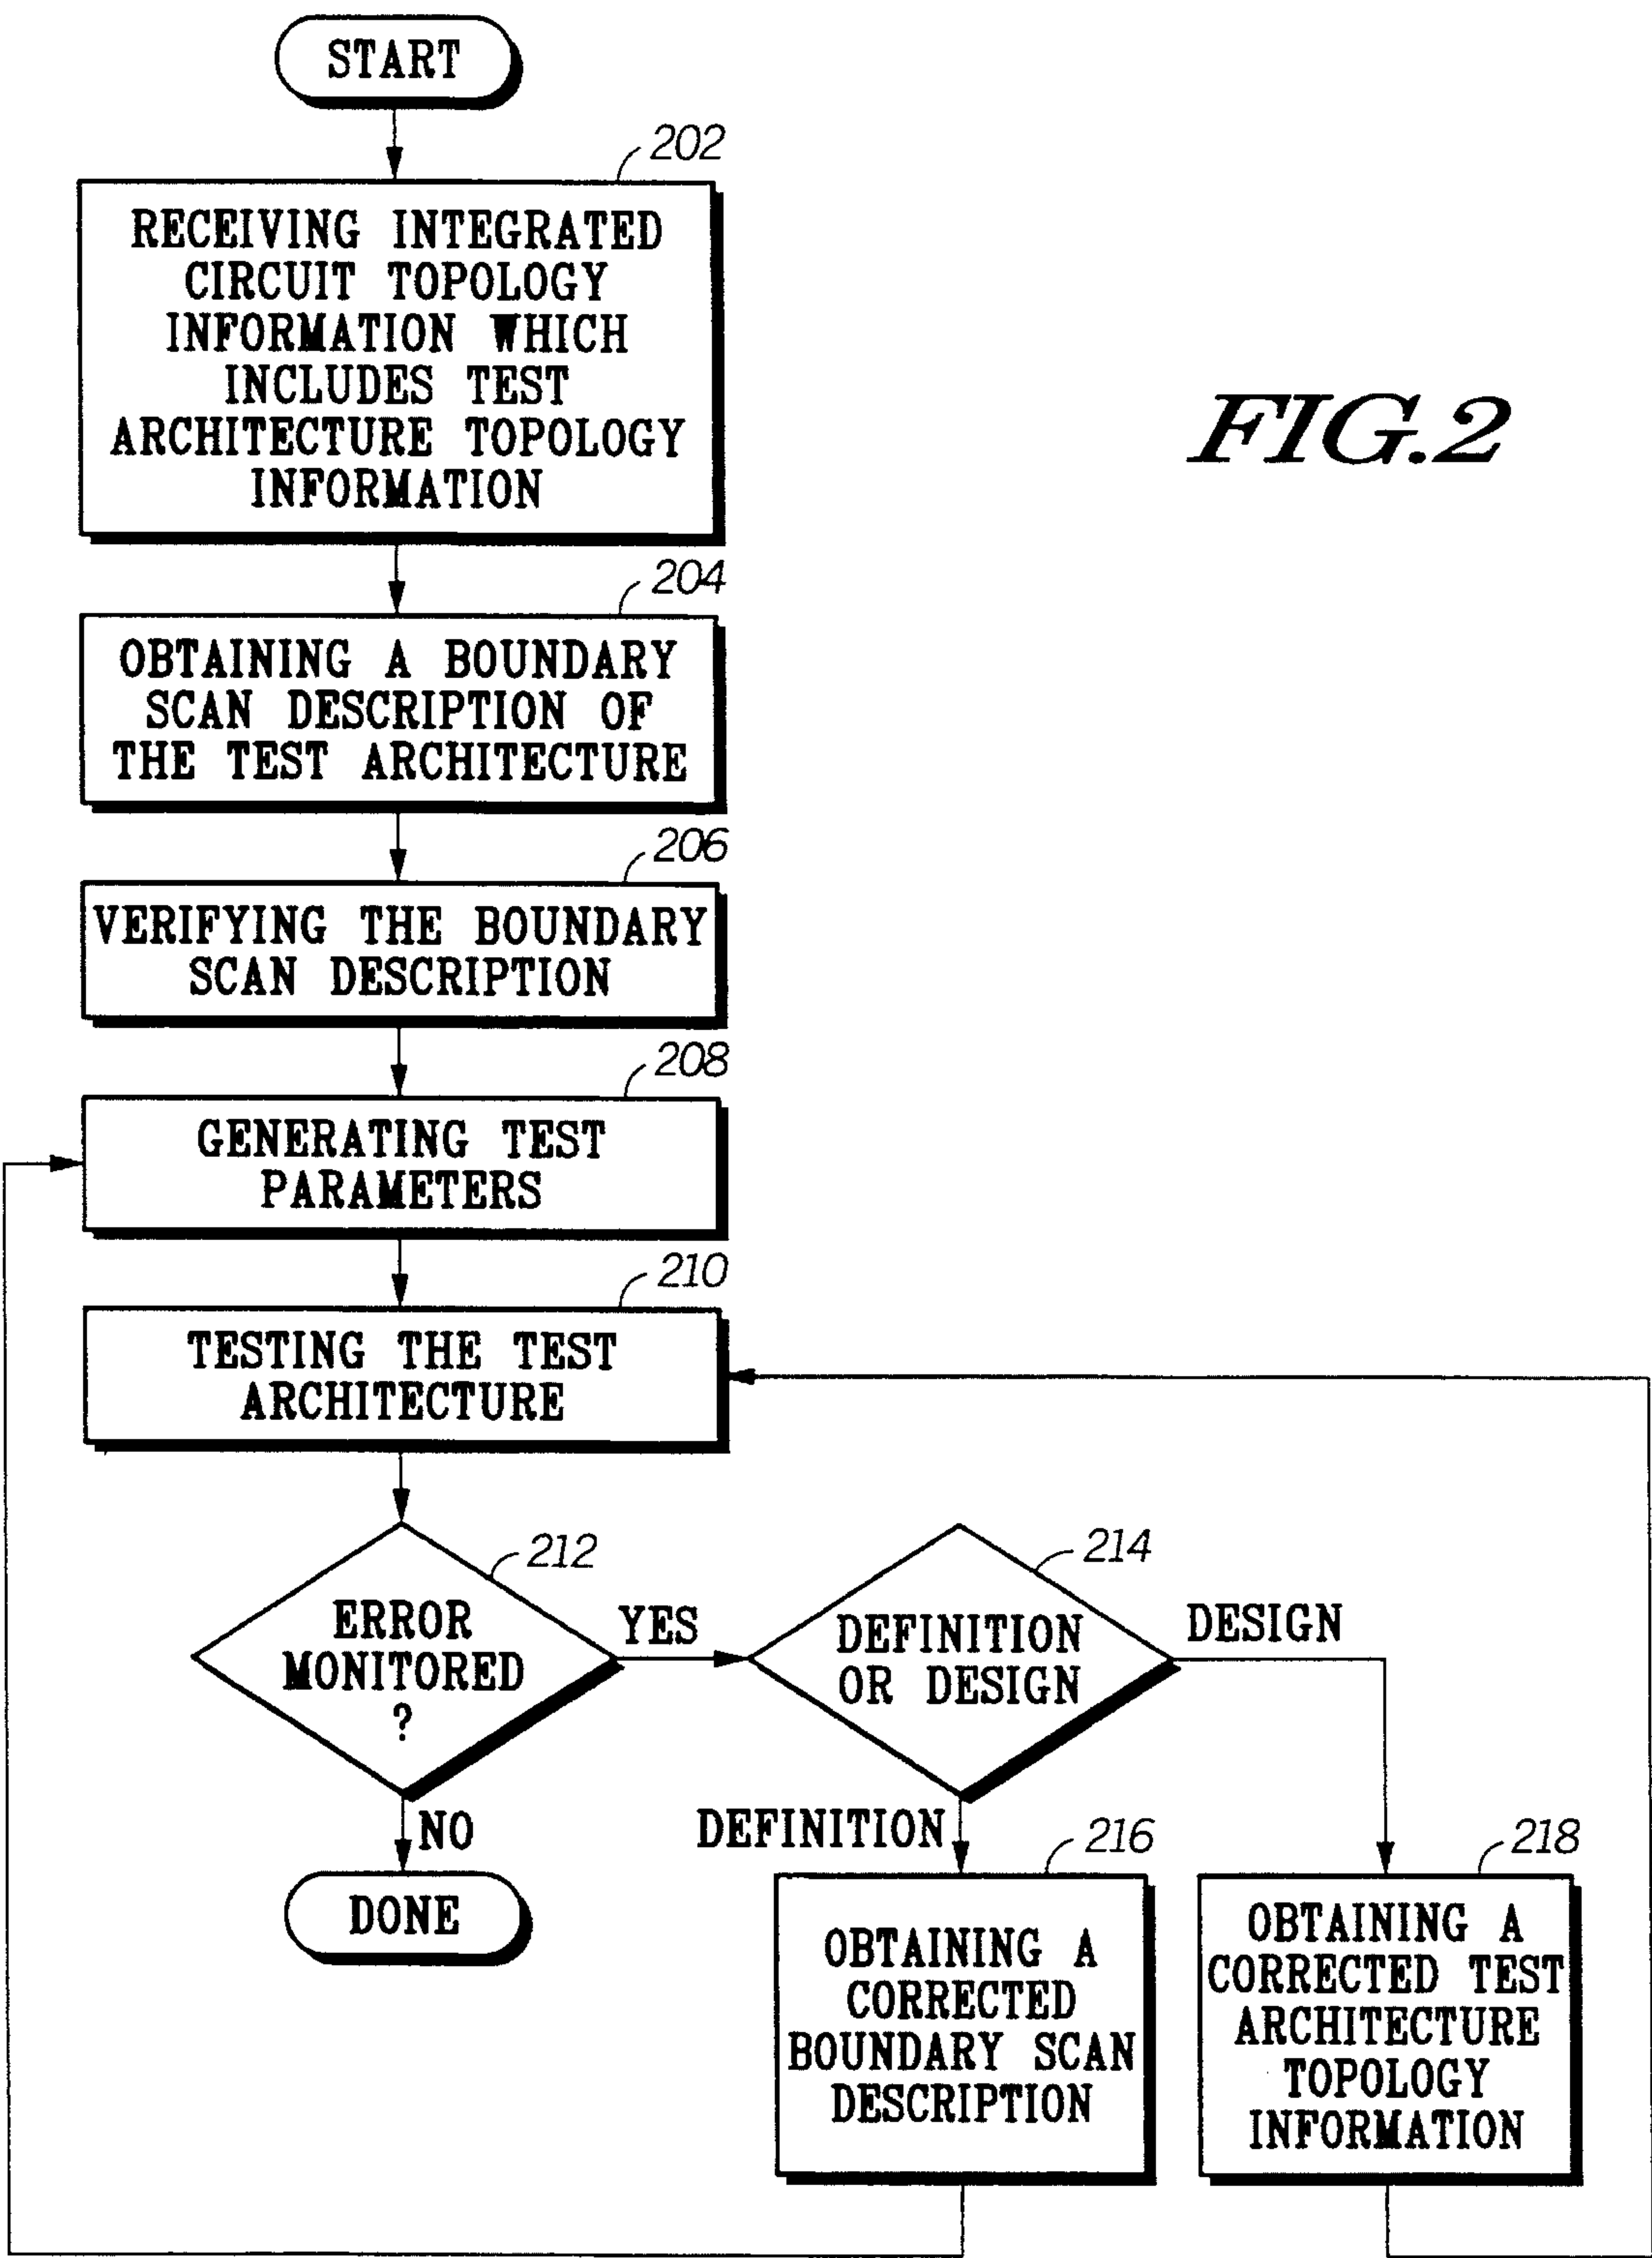 START
202
RECEIVING INTEGRATED
CIRCUIT TOPOLOGY
INFORMATION WHICH
INCLUDES TEST
ARCHITECTURE TOPOLOGY
INFORMATION
FIG.2
204
OBTAINING A BOUNDARY
SCAN DESCRIPTION OF
THE TEST ARCHITECTURE
206
VERIFYING THE BOUNDARY
SCAN DESCRIPTION
208
GENERATING TEST
PARAMETERS
210
TESTING THE TEST
ARCHITECTURE
212
ERROR
MONITORED
?
YES
214
DEFINITION
OR DESIGN
DESIGN
NO
DONE
DEFINITION
216
OBTAINING A
CORRECTED
BOUNDARY SCAN
DESCRIPTION
218
OBTAINING A
CORRECTED TEST
ARCHITECTURE
TOPOLOGY
INFORMATION